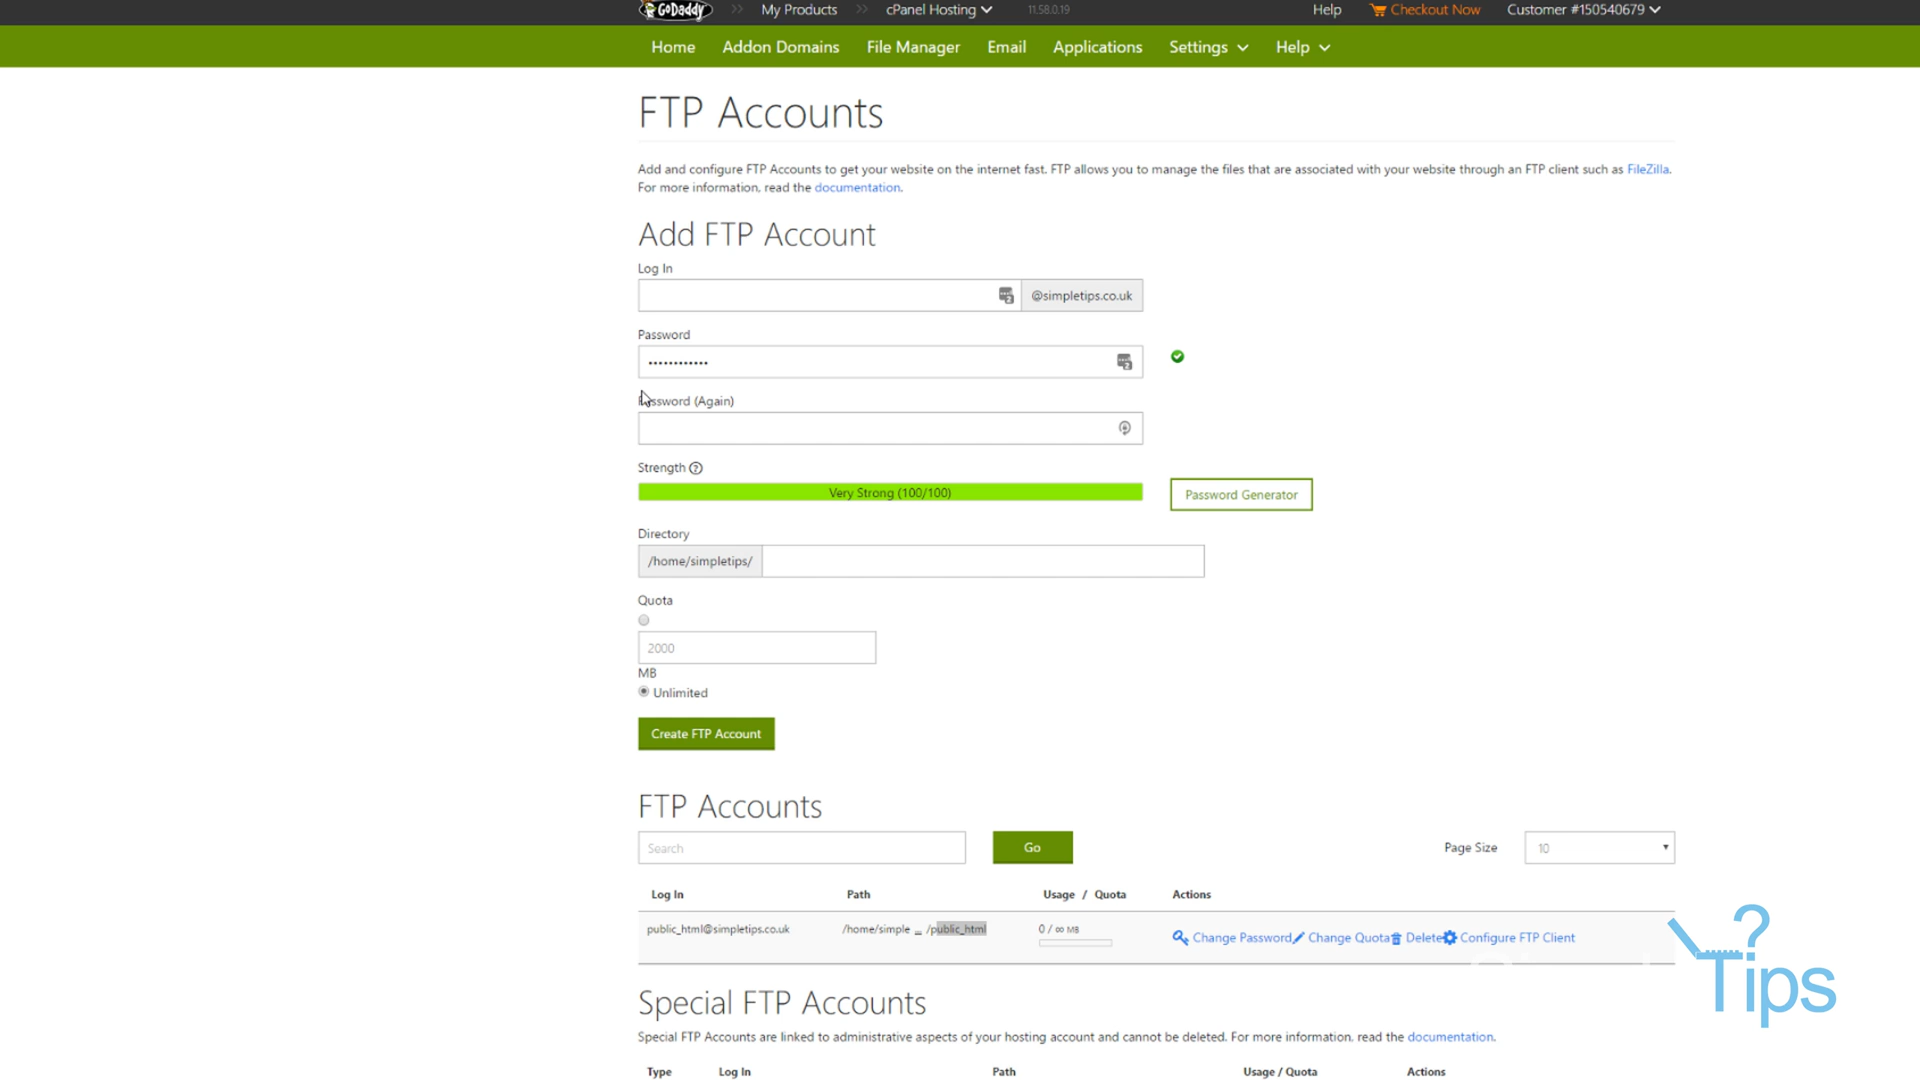 GoDaddy >> My Products >> cPanel Hosting 11.58.0.19 Help Checkout Now Customer #150540679
Home Addon Domains File Manager Email Applications Settings Help
FTP Accounts
Add and configure FTP Accounts to get your website on the internet fast. FTP allows you to manage the files that are associated with your website through an FTP client such as FileZilla.
For more information, read the documentation.
Add FTP Account
Log In
@simpletips.co.uk
Password
••••••••••••
Password (Again)
Strength ?
Very Strong (100/100)
Password Generator
Directory
/home/simpletips/
Quota
2000
MB
Unlimited
Create FTP Account
FTP Accounts
Search Go Page Size 10
Log In Path Usage / Quota Actions
public_html@simpletips.co.uk /home/simple ... /public_html 0 / ∞ MB Change Password Change Quota Delete Configure FTP Client
Special FTP Accounts
Special FTP Accounts are linked to administrative aspects of your hosting account and cannot be deleted. For more information, read the documentation.
Type Log In Path Usage / Quota Actions
?
Tips